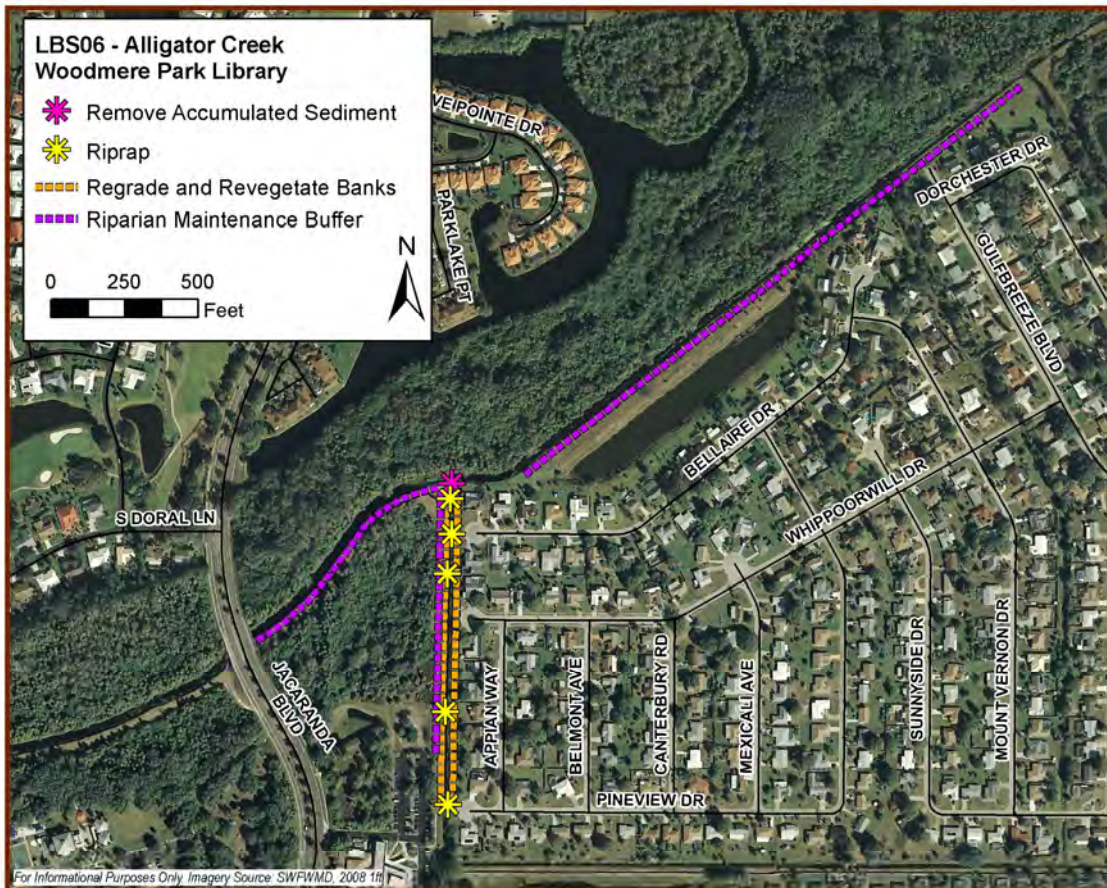 LBS06 - Alligator Creek
Woodmere Park Library
Remove Accumulated Sediment
Riprap
Regrade and Revegetate Banks
Riparian Maintenance Buffer
0 250 500
Feet
N
VE POINTE DR
PARKLAKE PT
DORCHESTER DR
GULFBREEZE BLVD
BELLAIRE DR
WHIPPOORWILL DR
S DORAL LN
JACARANDA
BLVD
APPIAN WAY
BELMONT AVE
CANTERBURY RD
MEXICALI AVE
SUNNYSIDE DR
MOUNT VERNON DR
PINEVIEW DR
For Informational Purposes Only. Imagery Source: SWFWMD, 2008 1ft